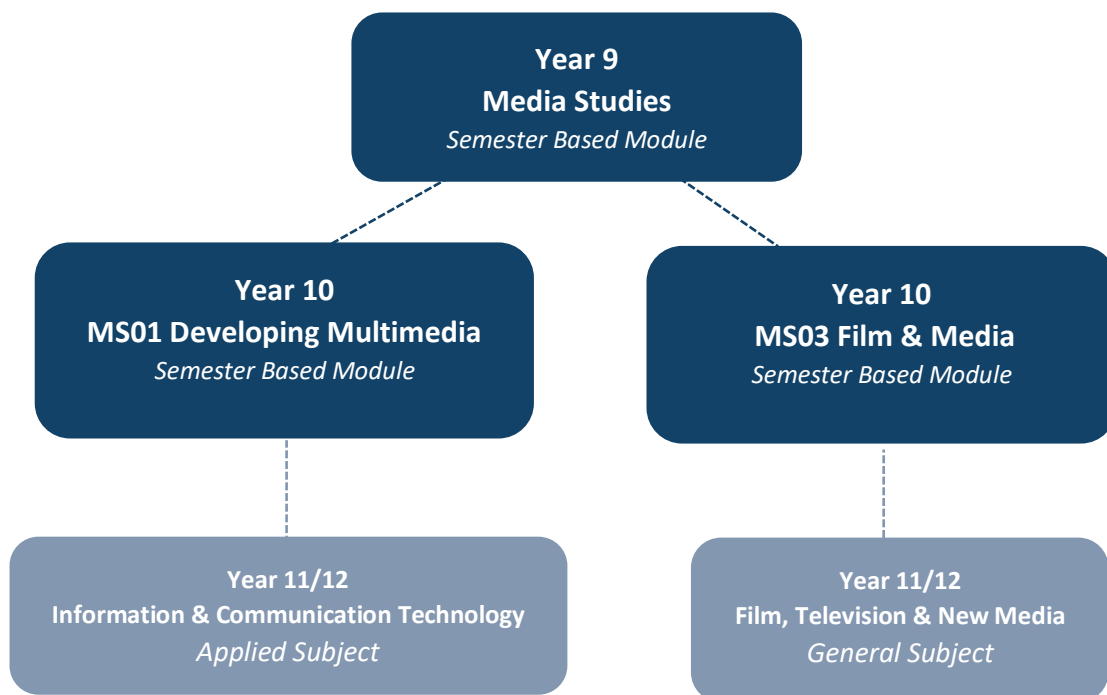 Year 9
Media Studies
Semester Based Module
Year 10
MS01 Developing Multimedia
Semester Based Module
Year 10
MS03 Film & Media
Semester Based Module
Year 11/12
Information & Communication Technology
Applied Subject
Year 11/12
Film, Television & New Media
General Subject